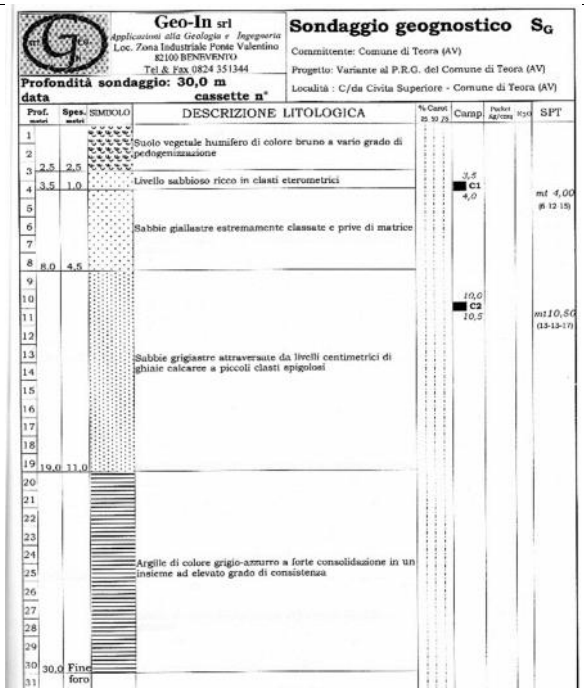 Geo-In srl
Applicazioni alla Geologia e Ingegneria
Loc. Zona Industriale Ponte Valentino
82100 BENEVENTO
Tel & Fax 0824 351344
Profondità sondaggio: 30,0 m
data cassette n°
Sondaggio geognostico SG
Committente: Comune di Teora (AV)
Progetto: Variante al P.R.G. del Comune di Teora (AV)
Località : C/da Civita Superiore - Comune di Teora (AV)
Prof. metri Spes. metri SIMBOLO DESCRIZIONE LITOLOGICA % Carot 25 50 75 Camp Pocket Kg/cmq H2O SPT
1
Suolo vegetale humifero di colore bruno a vario grado di
2
pedogenizzazione
3 2,5 2,5
Livello sabbioso ricco in clasti eterometrici
3,5
C1
4,0
4 3,5 1,0
mt 4,00
(6-12-15)
5
6
Sabbie giallastre estremamente classate e prive di matrice
7
8 8,0 4,5
9
10
10,0
C2
10,5
11
mt10,50
(13-13-17)
12
13
Sabbie grigiastre attraversate da livelli centimetrici di
14
ghiaie calcaree a piccoli clasti spigolosi
15
16
17
18
19 19,0 11,0
20
21
22
23
24
Argille di colore grigio-azzurro a forte consolidazione in un
25
insieme ad elevato grado di consistenza
26
27
28
29
30 30,0 Fine
foro
31